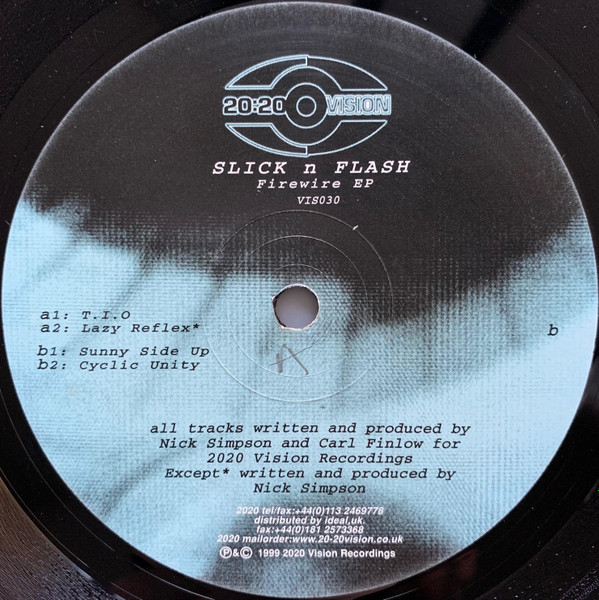 20:20 VISION
SLICK n FLASH
Firewire EP
VIS030
a1: T.I.O
a2: Lazy Reflex*
b1: Sunny Side Up
b2: Cyclic Unity
b
all tracks written and produced by
Nick Simpson and Carl Finlow for
2020 Vision Recordings
Except* written and produced by
Nick Simpson
2020 tel/fax:+44(0)113 2469778
distributed by ideal,uk.
fax:+44(0)181 2573368
2020 mailorder:www.20-20vision.co.uk
℗&© 1999 2020 Vision Recordings